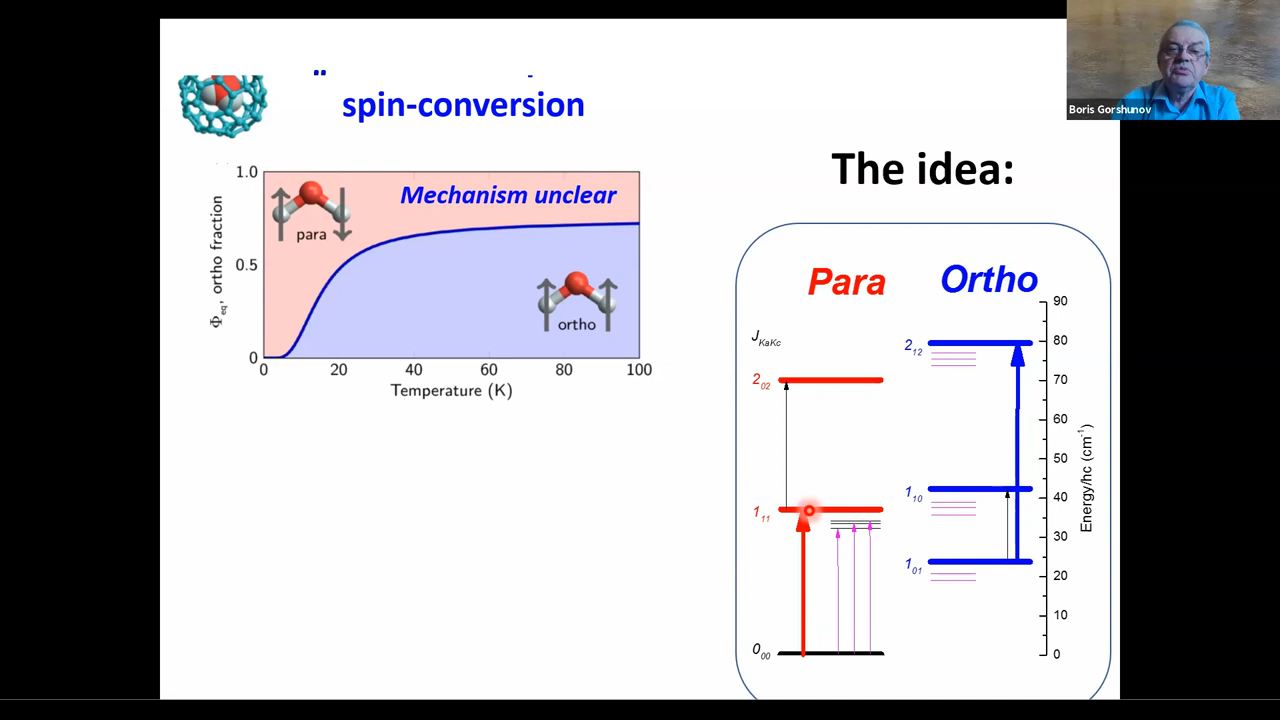 spin-conversion
Boris Gorshunov
The idea:
Φeq, ortho fraction
1.0
0.5
0
Mechanism unclear
para
ortho
0
20
40
60
80
100
Temperature (K)
Para
Ortho
JKaKc
2 02
1 11
0 00
2 12
1 10
1 01
90
80
70
60
50
40
30
20
10
0
Energy/hc (cm-1)